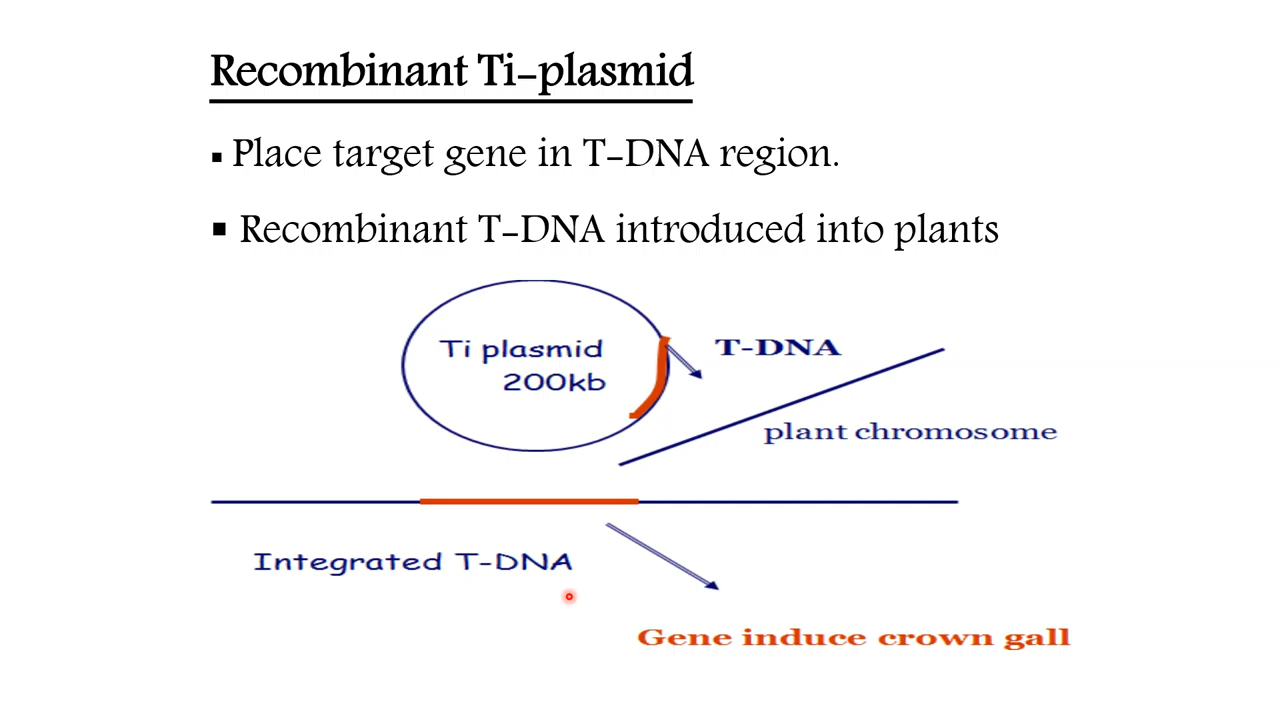 Recombinant Ti-plasmid
▪ Place target gene in T-DNA region.
▪ Recombinant T-DNA introduced into plants
Ti plasmid
200kb
T-DNA
plant chromosome
Integrated T-DNA
Gene induce crown gall